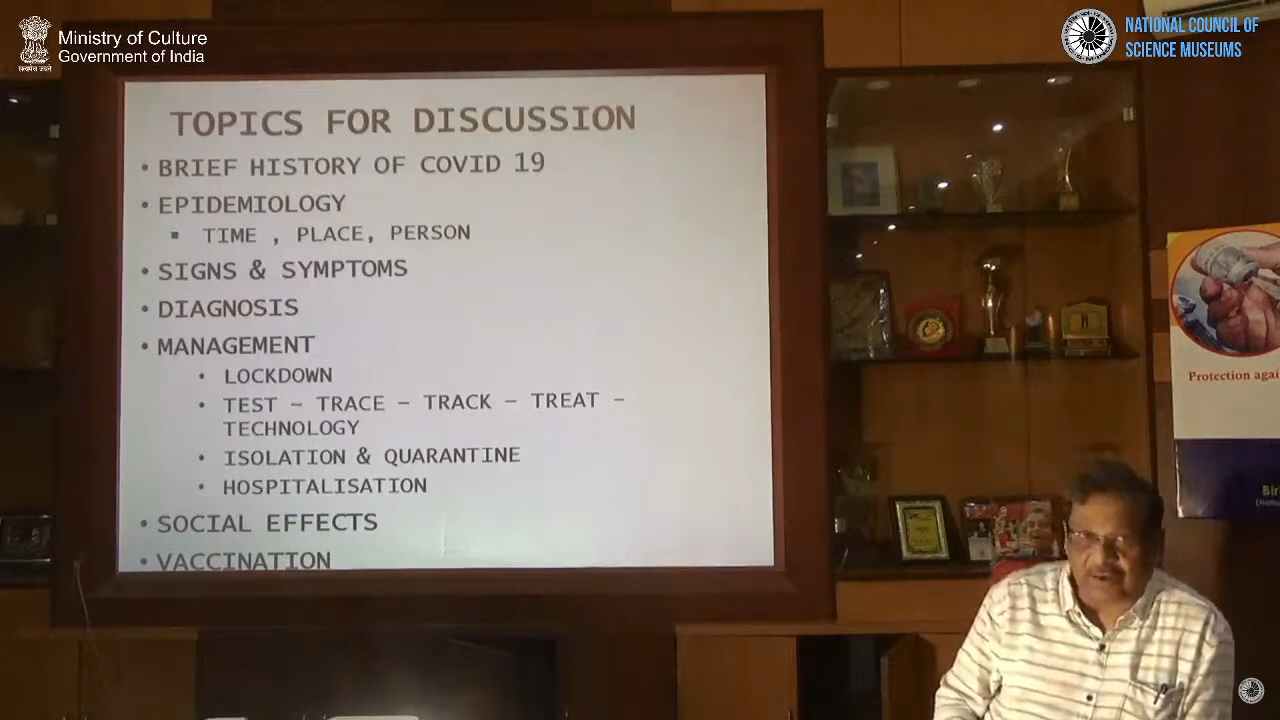 Ministry of Culture
Government of India
NATIONAL COUNCIL OF
SCIENCE MUSEUMS
TOPICS FOR DISCUSSION
• BRIEF HISTORY OF COVID 19
• EPIDEMIOLOGY
▪ TIME , PLACE, PERSON
• SIGNS & SYMPTOMS
• DIAGNOSIS
• MANAGEMENT
• LOCKDOWN
• TEST – TRACE – TRACK – TREAT –
TECHNOLOGY
• ISOLATION & QUARANTINE
• HOSPITALISATION
• SOCIAL EFFECTS
• VACCINATION
Protection agai